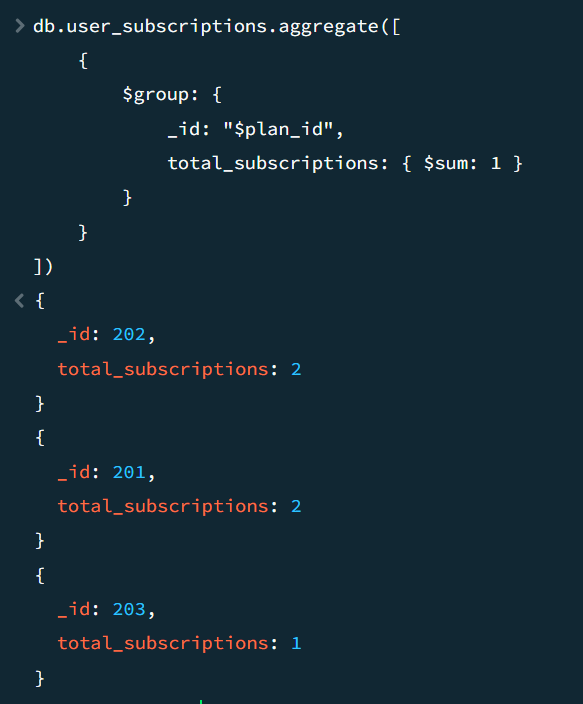 > db.user_subscriptions.aggregate([
    {
        $group: {
            _id: "$plan_id",
            total_subscriptions: { $sum: 1 }
        }
    }
])
< {
  _id: 202,
  total_subscriptions: 2
}
{
  _id: 201,
  total_subscriptions: 2
}
{
  _id: 203,
  total_subscriptions: 1
}